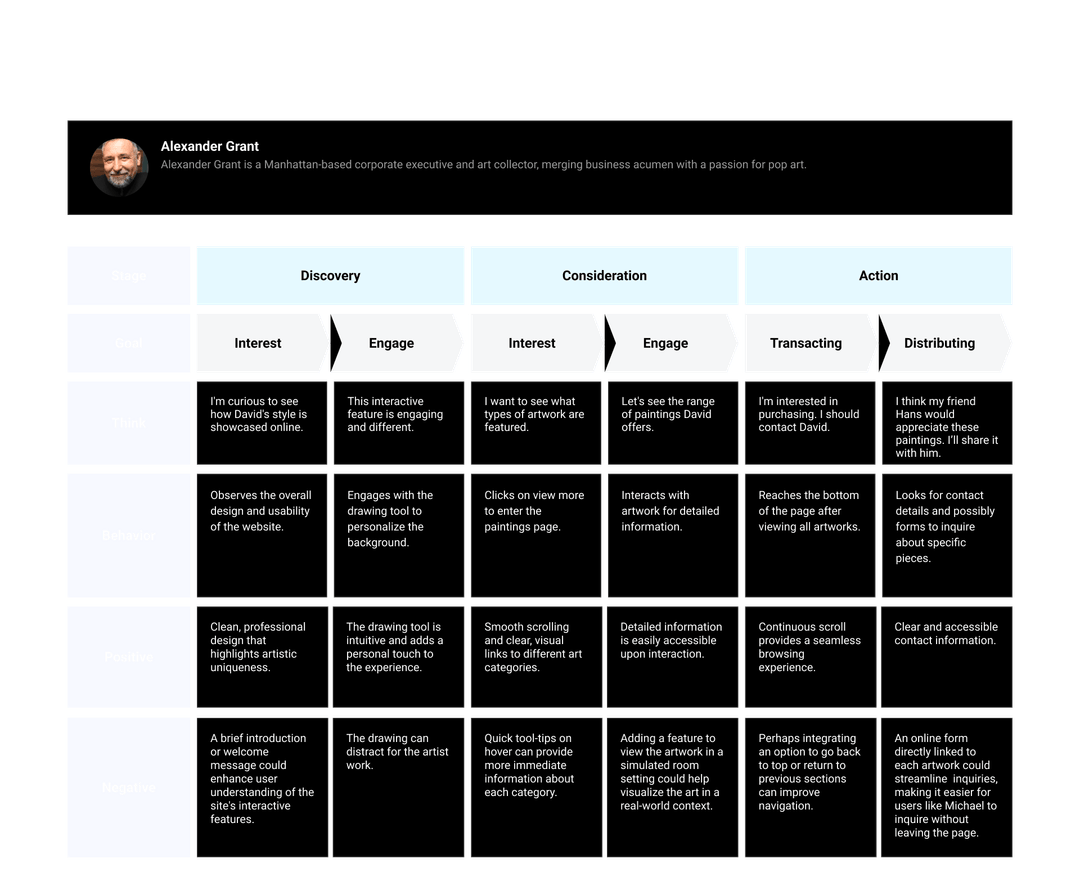 Alexander Grant
Alexander Grant is a Manhattan-based corporate executive and art collector, merging business acumen with a passion for pop art.
Stage
Discovery
Consideration
Action
Goal
Interest
Engage
Interest
Engage
Transacting
Distributing
Think
I'm curious to see
how David's style is
showcased online.
This interactive
feature is engaging
and different.
I want to see what
types of artwork are
featured.
Let's see the range
of paintings David
offers.
I'm interested in
purchasing. I should
contact David.
I think my friend
Hans would
appreciate these
paintings. I'll share it
with him.
Behavior
Observes the overall
design and usability
of the website.
Engages with the
drawing tool to
personalize the
background.
Clicks on view more
to enter the
paintings page.
Interacts with
artwork for detailed
information.
Reaches the bottom
of the page after
viewing all artworks.
Looks for contact
details and possibly
forms to inquire
about specific
pieces.
Positive
Clean, professional
design that
highlights artistic
uniqueness.
The drawing tool is
intuitive and adds a
personal touch to
the experience.
Smooth scrolling
and clear, visual
links to different art
categories.
Detailed information
is easily accessible
upon interaction.
Continuous scroll
provides a seamless
browsing
experience.
Clear and accessible
contact information.
Negative
A brief introduction
or welcome
message could
enhance user
understanding of the
site's interactive
features.
The drawing can
distract for the artist
work.
Quick tool-tips on
hover can provide
more immediate
information about
each category.
Adding a feature to
view the artwork in a
simulated room
setting could help
visualize the art in a
real-world context.
Perhaps integrating
an option to go back
to top or return to
previous sections
can improve
navigation.
An online form
directly linked to
each artwork could
streamline  inquiries,
making it easier for
users like Michael to
inquire without
leaving the page.